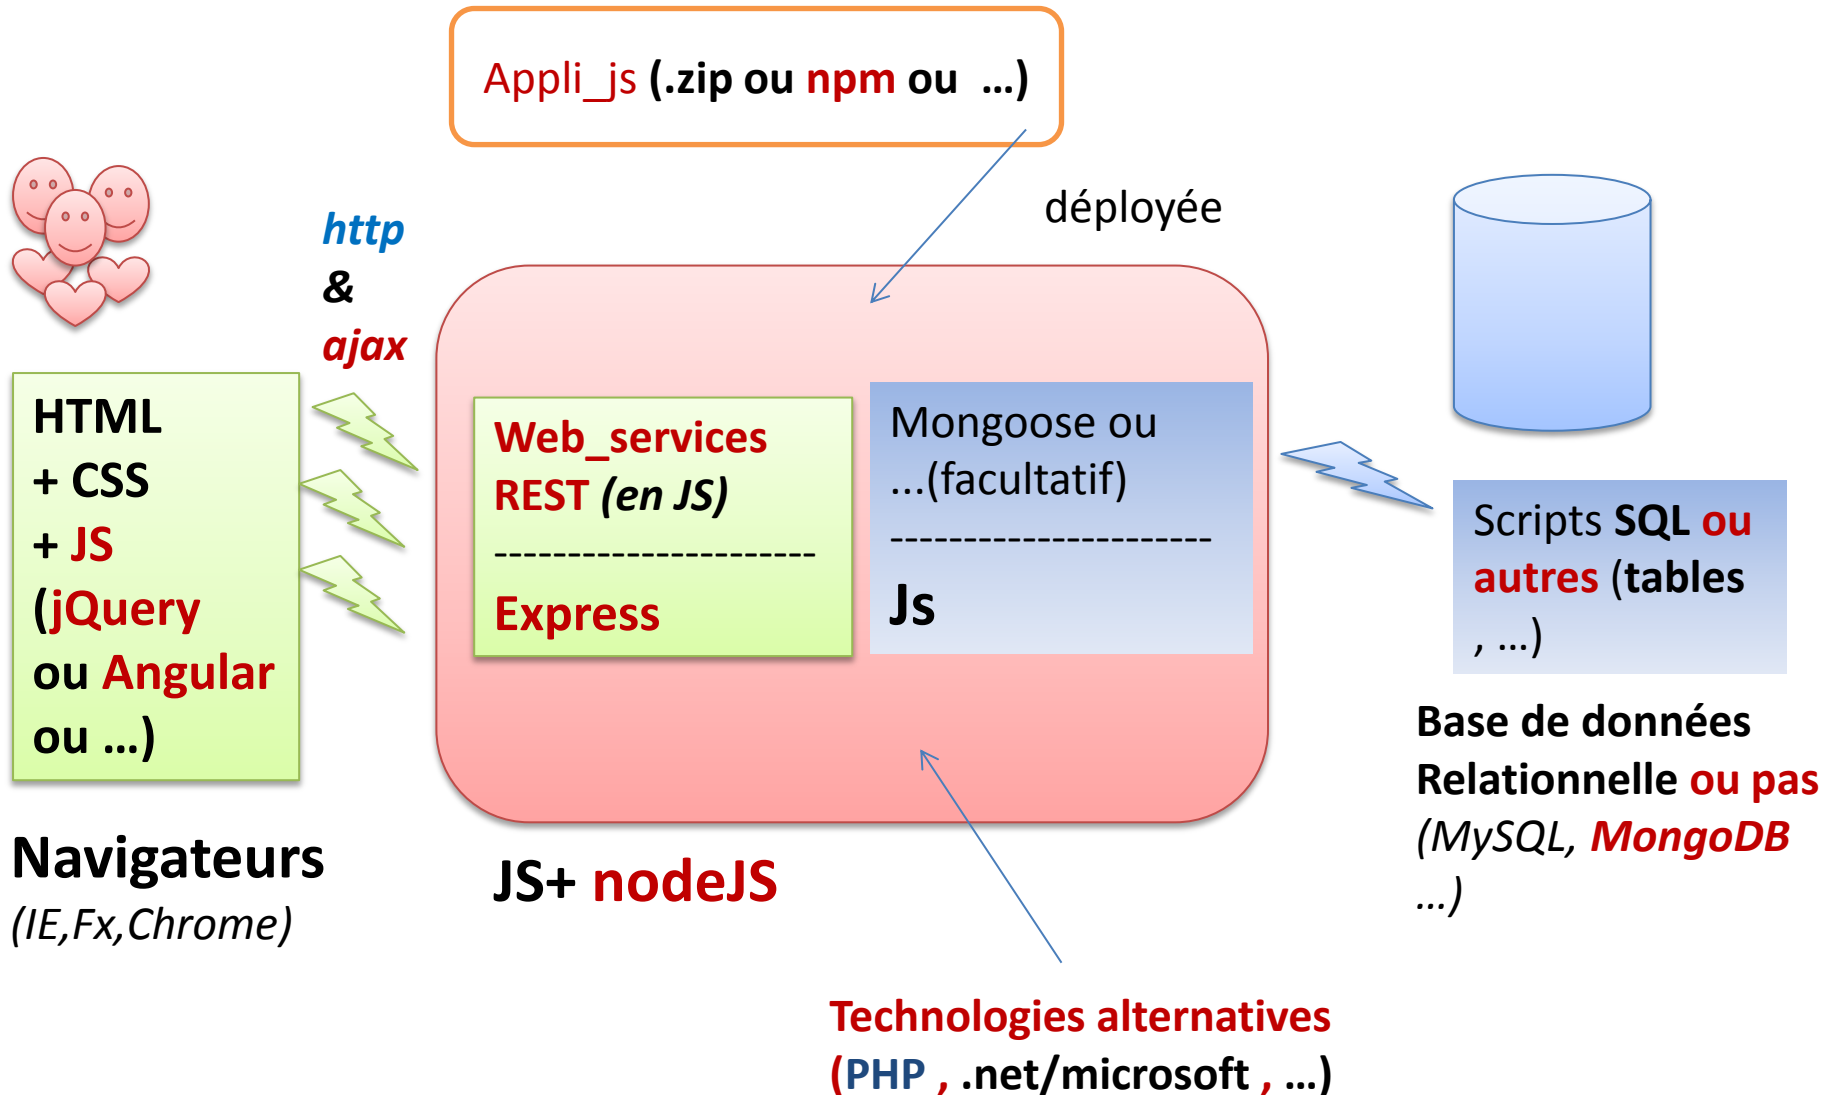 Appli_js (.zip ou npm ou …)
déployée
http
&
ajax
HTML
+ CSS
+ JS
(jQuery
ou Angular
ou …)
Navigateurs
(IE,Fx,Chrome)
Web_services
REST (en JS)
----------------------
Express
Mongoose ou
...(facultatif)
----------------------
Js
JS+ nodeJS
Scripts SQL ou
autres (tables
, …)
Base de données
Relationnelle ou pas
(MySQL, MongoDB
…)
Technologies alternatives
(PHP , .net/microsoft , …)